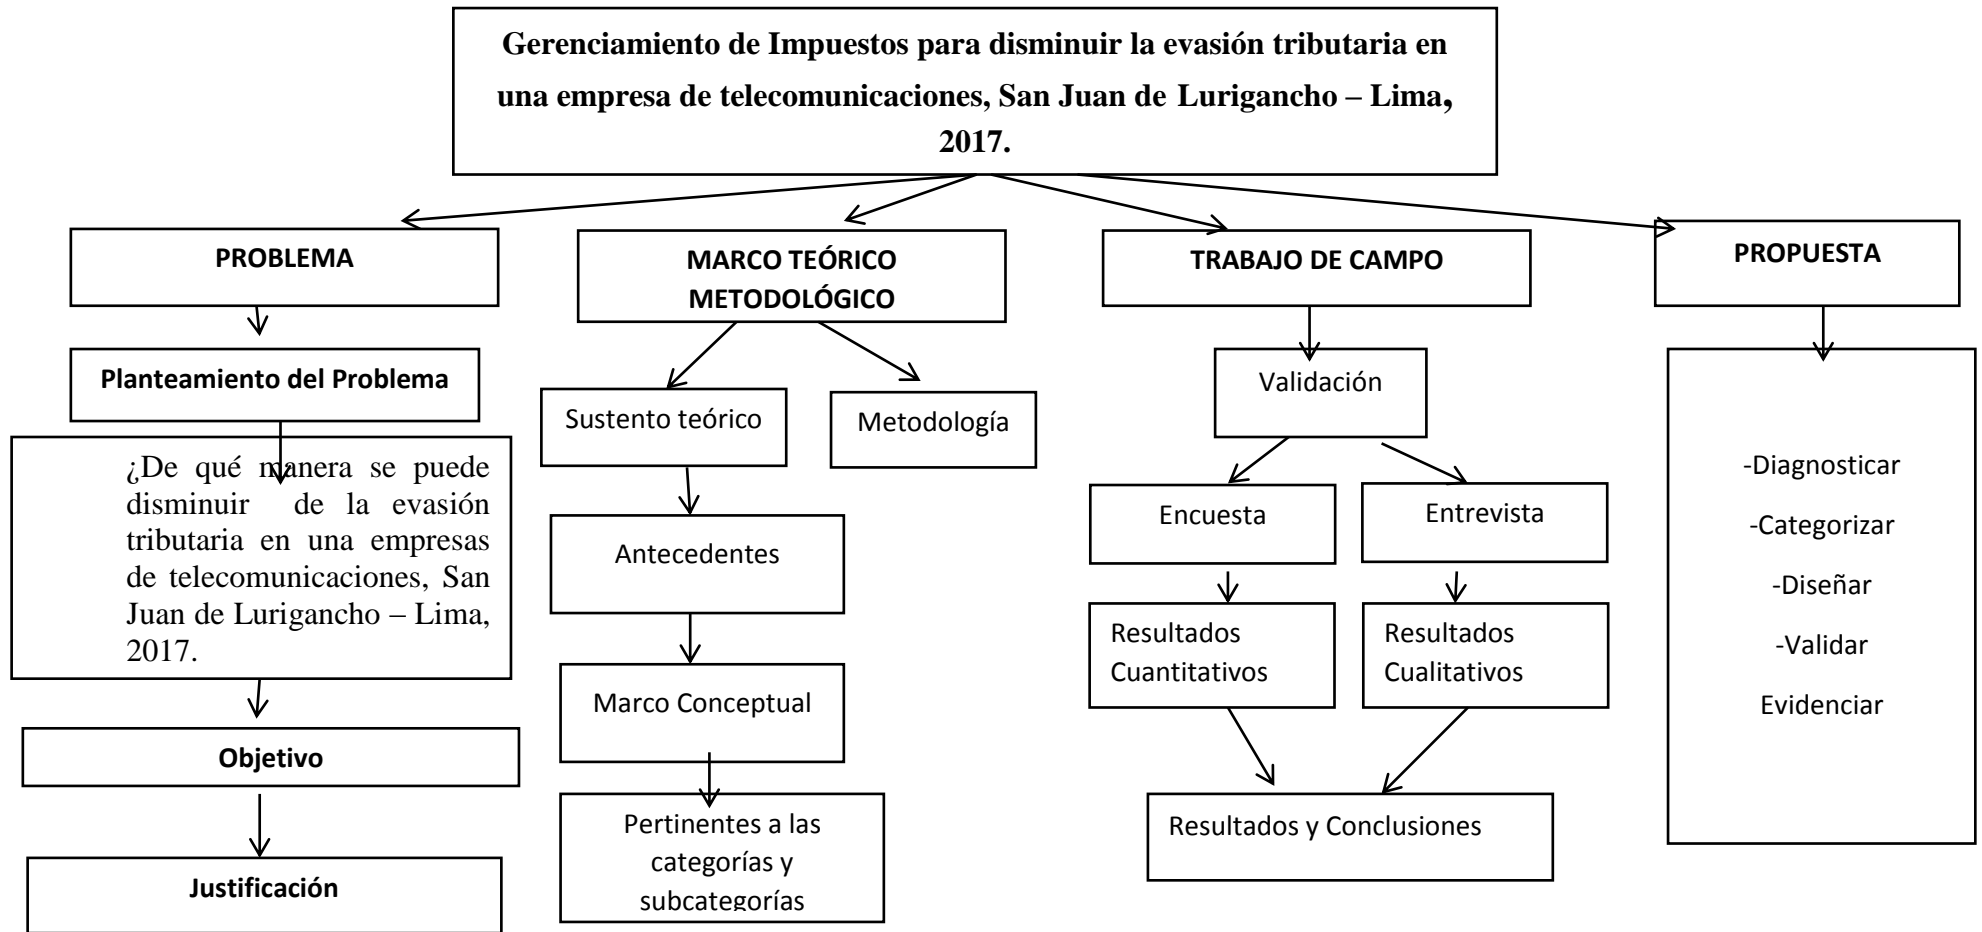 Gerenciamiento de Impuestos para disminuir la evasión tributaria en
una empresa de telecomunicaciones, San Juan de Lurigancho – Lima,
2017.
PROBLEMA
Planteamiento del Problema
¿De qué manera se puede
disminuir de la evasión
tributaria en una empresas
de telecomunicaciones, San
Juan de Lurigancho – Lima,
2017.
Objetivo
Justificación
MARCO TEÓRICO
METODOLÓGICO
Sustento teórico
Metodología
Antecedentes
Marco Conceptual
Pertinentes a las
categorías y
subcategorías
TRABAJO DE CAMPO
Validación
Encuesta
Entrevista
Resultados
Cuantitativos
Resultados
Cualitativos
Resultados y Conclusiones
PROPUESTA
-Diagnosticar
-Categorizar
-Diseñar
-Validar
Evidenciar